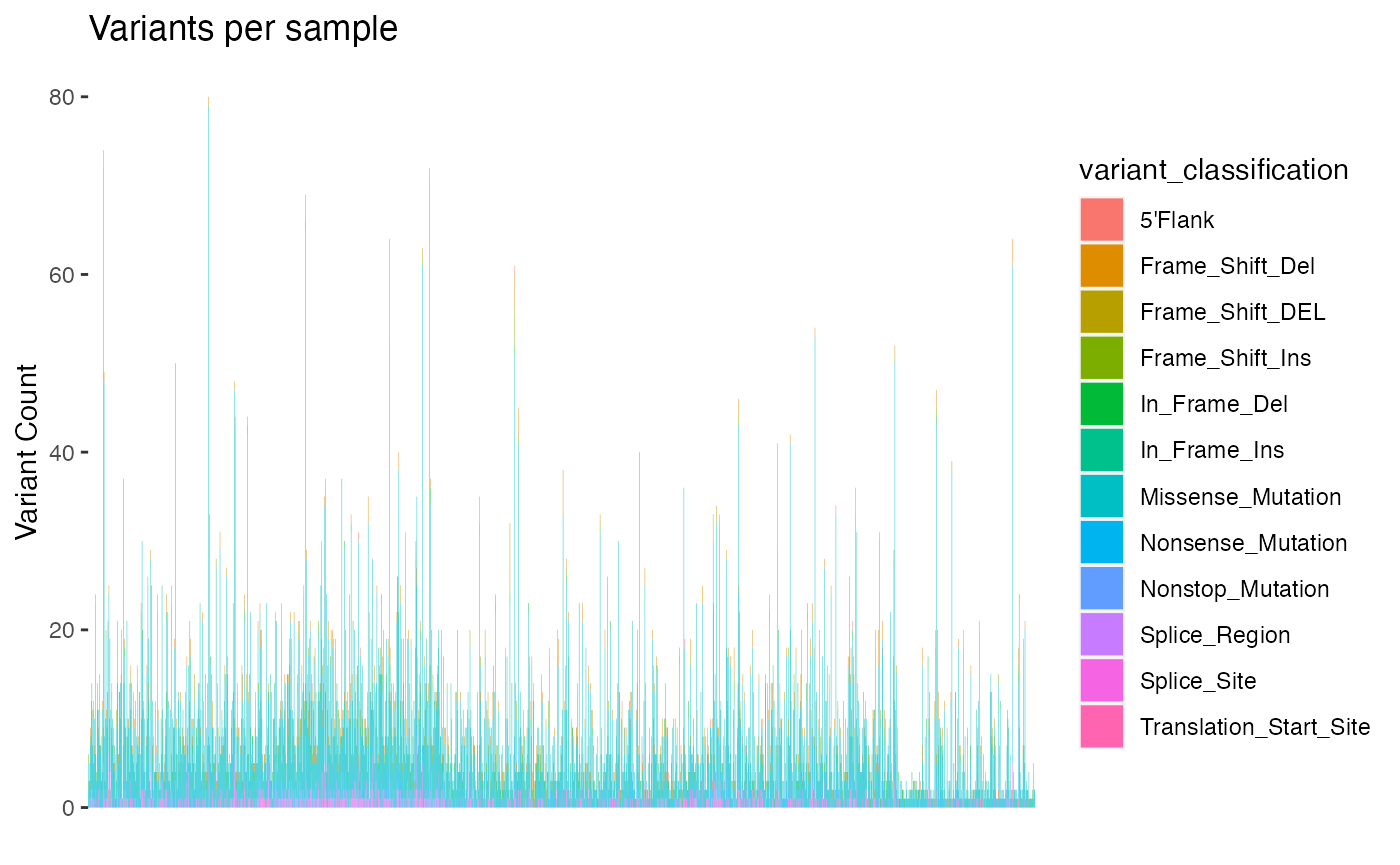 Variants per sample
80
60
40
20
0
Variant Count
variant_classification
5'Flank
Frame_Shift_Del
Frame_Shift_DEL
Frame_Shift_Ins
In_Frame_Del
In_Frame_Ins
Missense_Mutation
Nonsense_Mutation
Nonstop_Mutation
Splice_Region
Splice_Site
Translation_Start_Site